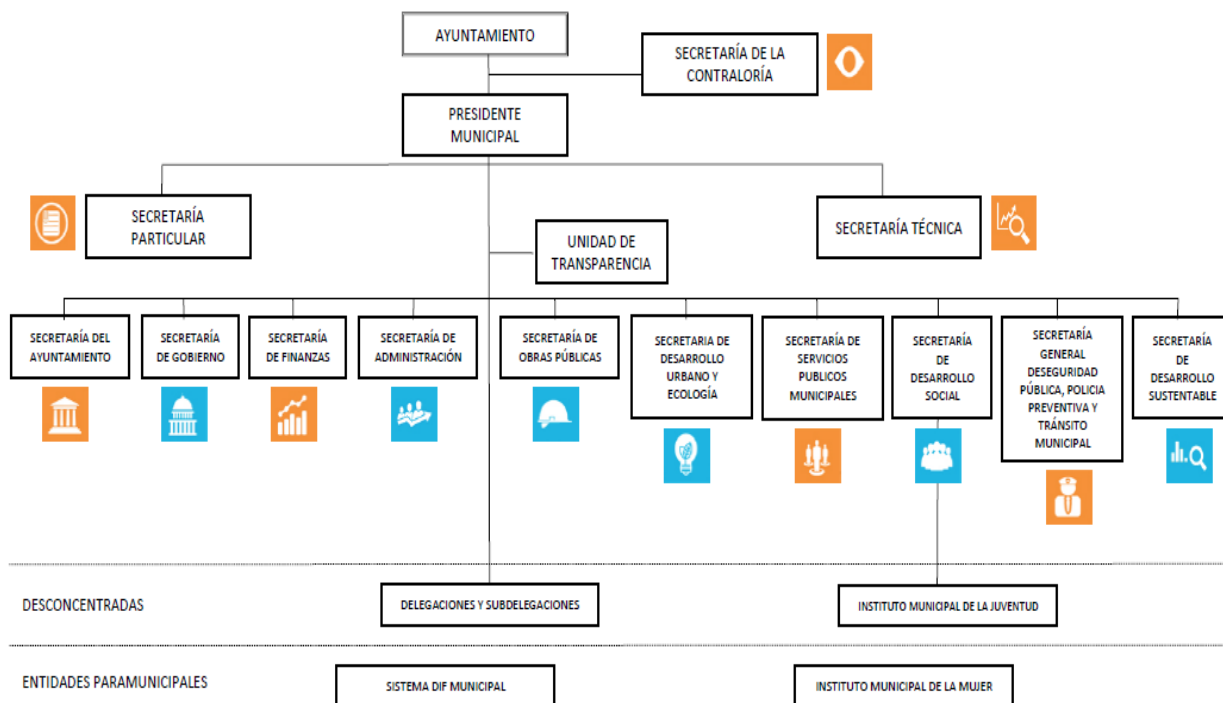 AYUNTAMIENTO
SECRETARÍA DE LA
CONTRALORÍA
PRESIDENTE
MUNICIPAL
SECRETARÍA
PARTICULAR
SECRETARÍA TÉCNICA
UNIDAD DE
TRANSPARENCIA
SECRETARÍA DEL
AYUNTAMIENTO
SECRETARÍA
DE GOBIERNO
SECRETARÍA
DE FINANZAS
SECRETARÍA DE
ADMINISTRACIÓN
SECRETARÍA DE
OBRAS PÚBLICAS
SECRETARIA DE
DESARROLLO
URBANO Y
ECOLOGÍA
SECRETARÍA DE
SERVICIOS
PUBLICOS
MUNICIPALES
SECRETARÍA
DE
DESARROLLO
SOCIAL
SECRETARÍA
GENERAL
DESEGURIDAD
PÚBLICA, POLICIA
PREVENTIVA Y
TRÁNSITO
MUNICIPAL
SECRETARÍA
DE
DESARROLLO
SUSTENTABLE
DESCONCENTRADAS
DELEGACIONES Y SUBDELEGACIONES
INSTITUTO MUNICIPAL DE LA JUVENTUD
ENTIDADES PARAMUNICIPALES
SISTEMA DIF MUNICIPAL
INSTITUTO MUNICIPAL DE LA MUJER